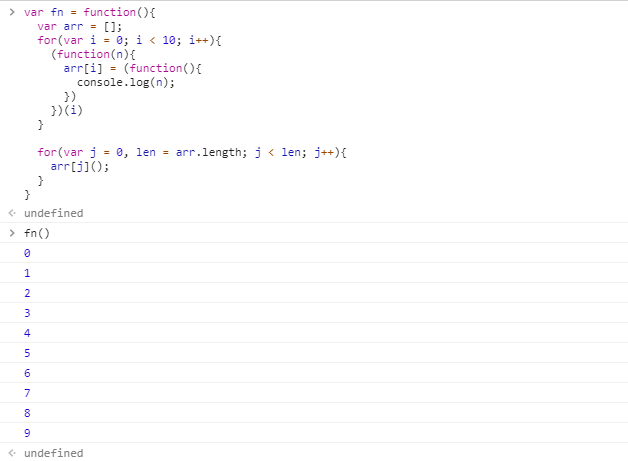 > var fn = function(){
var arr = [];
for(var i = 0; i < 10; i++){
(function(n){
arr[i] = (function(){
console.log(n);
})
})(i)
}
for(var j = 0, len = arr.length; j < len; j++){
arr[j]();
}
}
undefined
> fn()
0
1
2
3
4
5
6
7
8
9
undefined